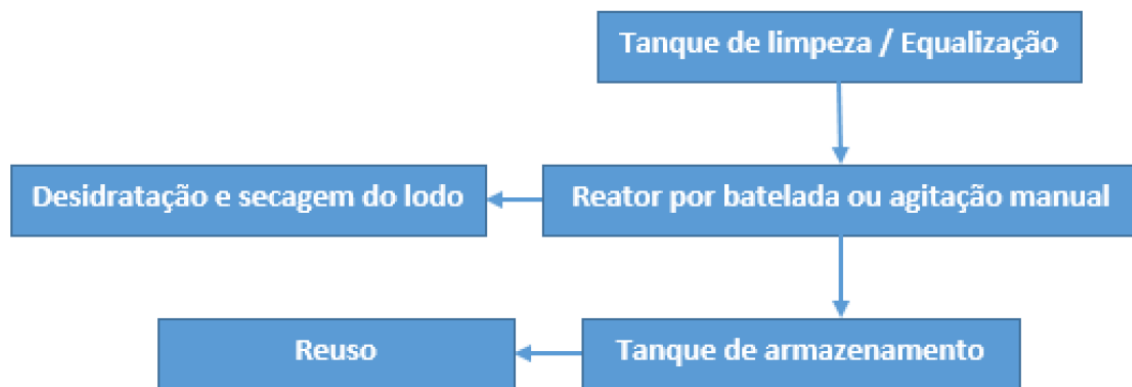 Tanque de limpeza / Equalização
Desidratação e secagem do lodo
Reator por batelada ou agitação manual
Reuso
Tanque de armazenamento